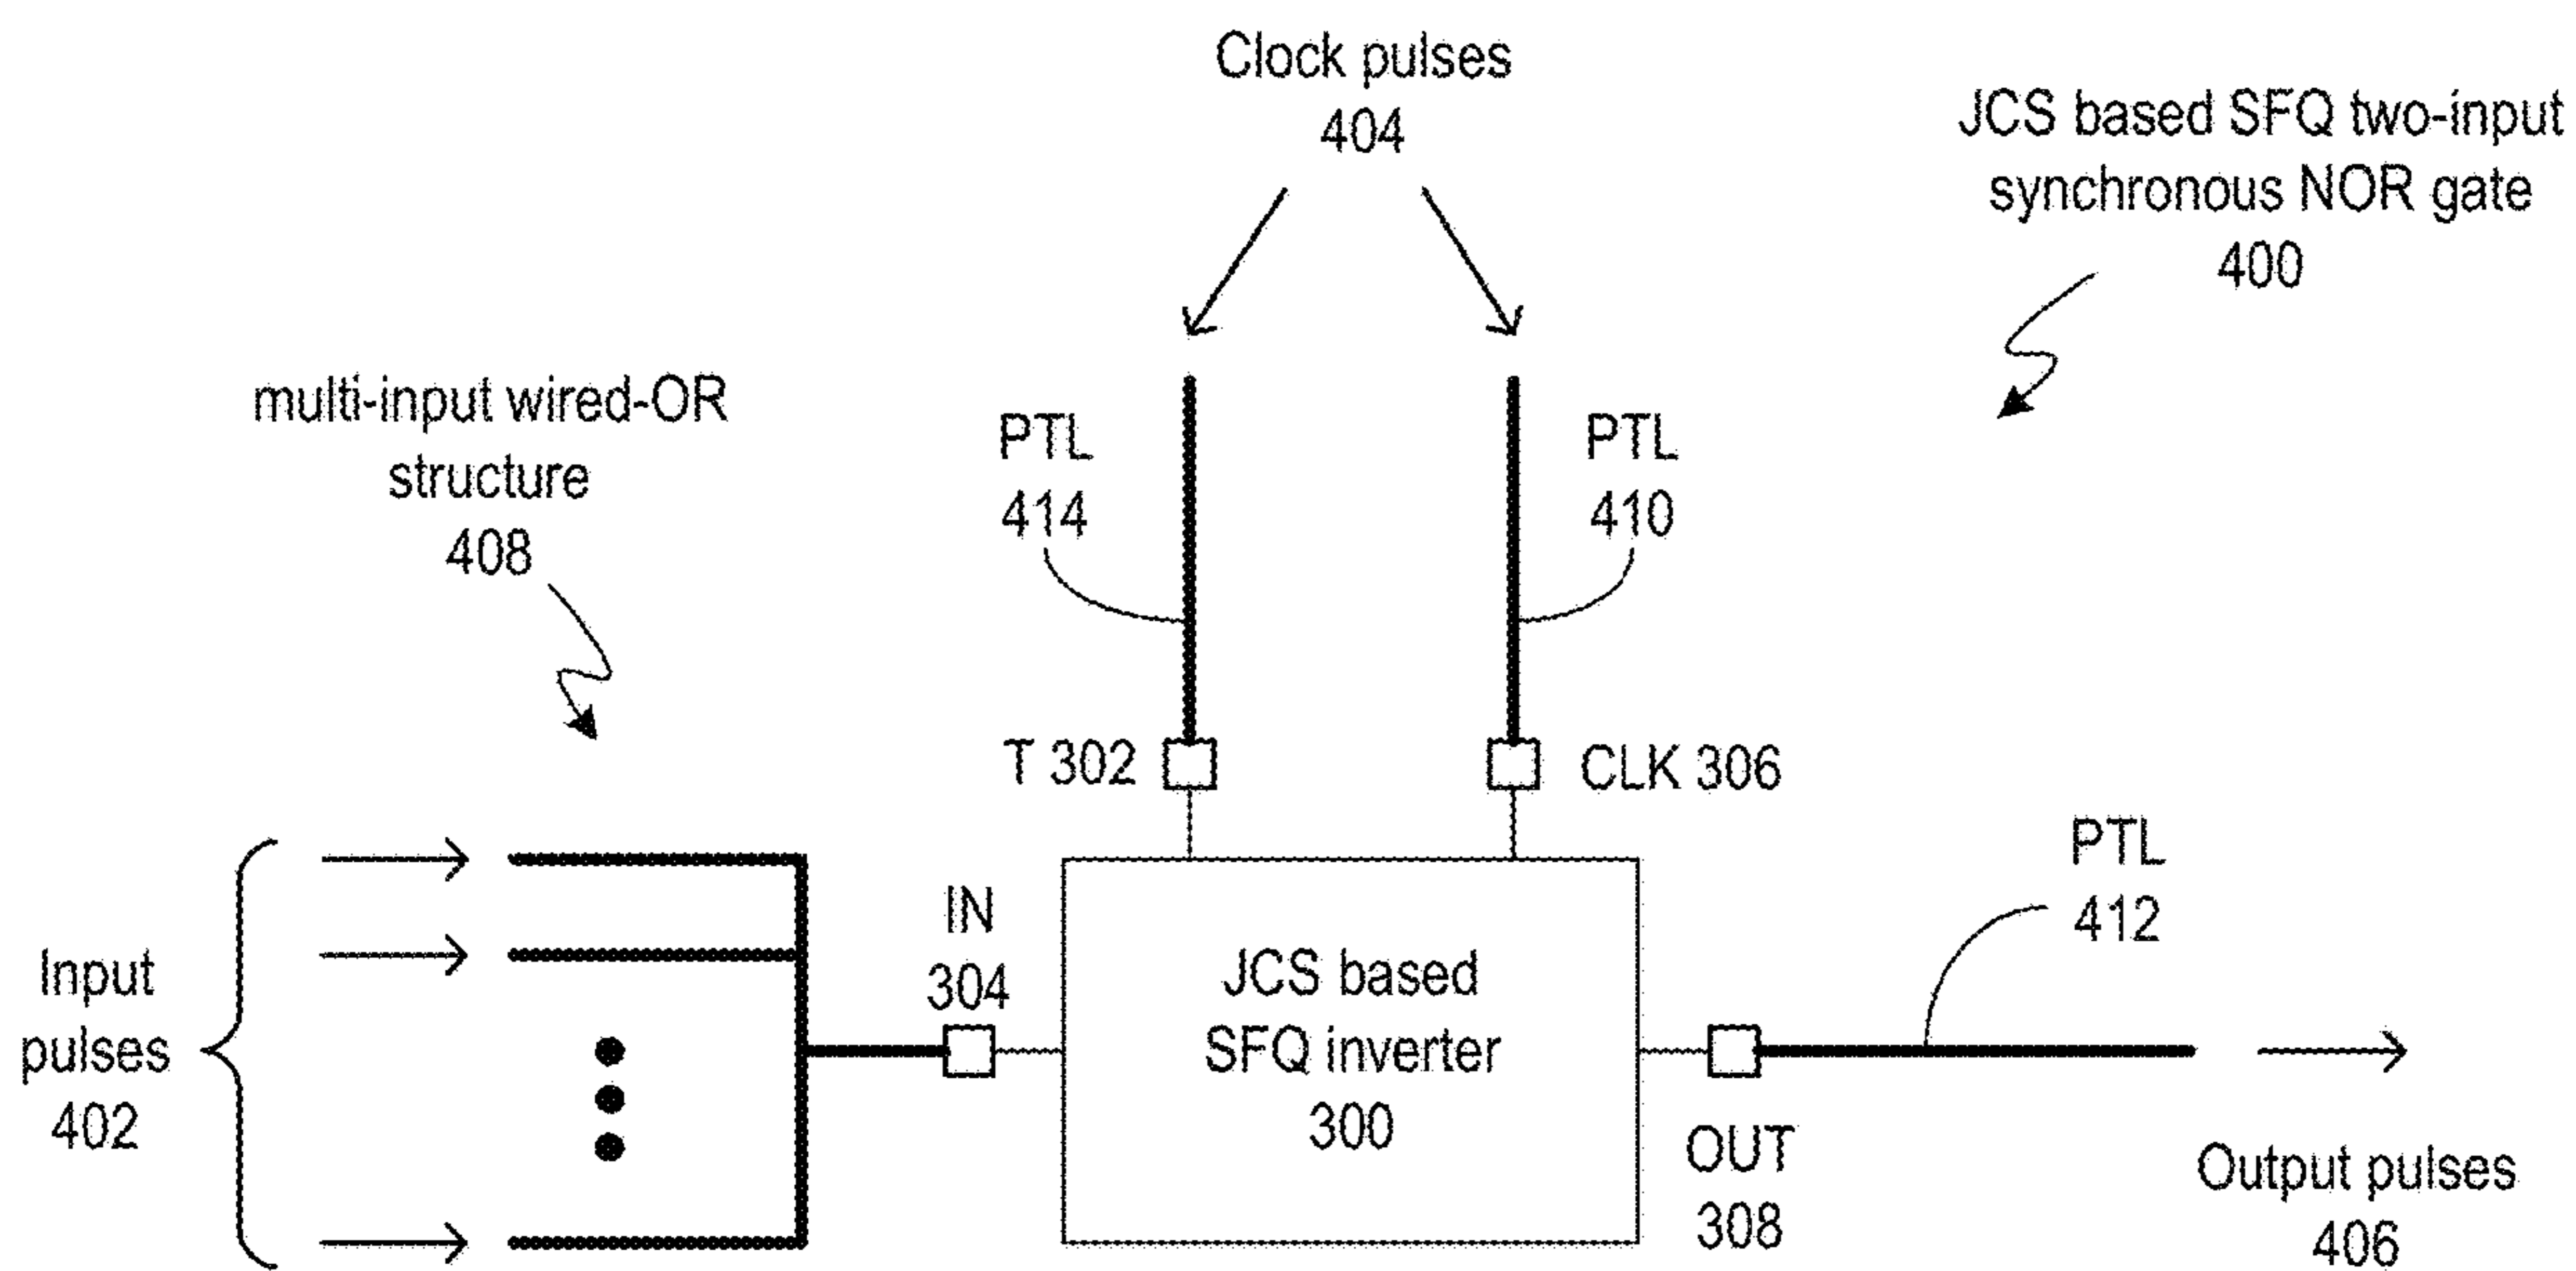 Clock pulses
404
JCS based SFQ two-input
synchronous NOR gate
400
multi-input wired-OR
structure
408
PTL
414
PTL
410
T 302
CLK 306
Input
pulses
402
IN
304
JCS based
SFQ inverter
300
PTL
412
OUT
308
Output pulses
406